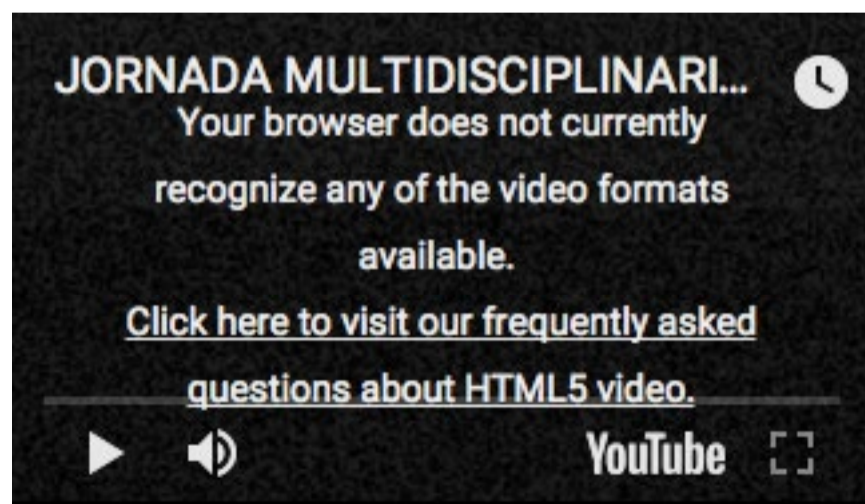 JORNADA MULTIDISCIPLINARI...
Your browser does not currently
recognize any of the video formats
available.
Click here to visit our frequently asked
questions about HTML5 video.
YouTube